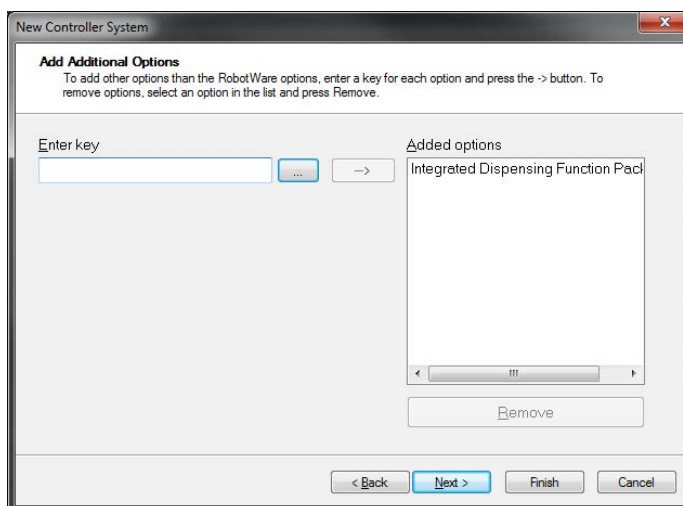 New Controller System
Add Additional Options
To add other options than the RobotWare options, enter a key for each option and press the -> button. To
remove options, select an option in the list and press Remove.
Enter key
...
-->
Added options
Integrated Dispensing Function Pack
Remove
< Back
Next >
Finish
Cancel